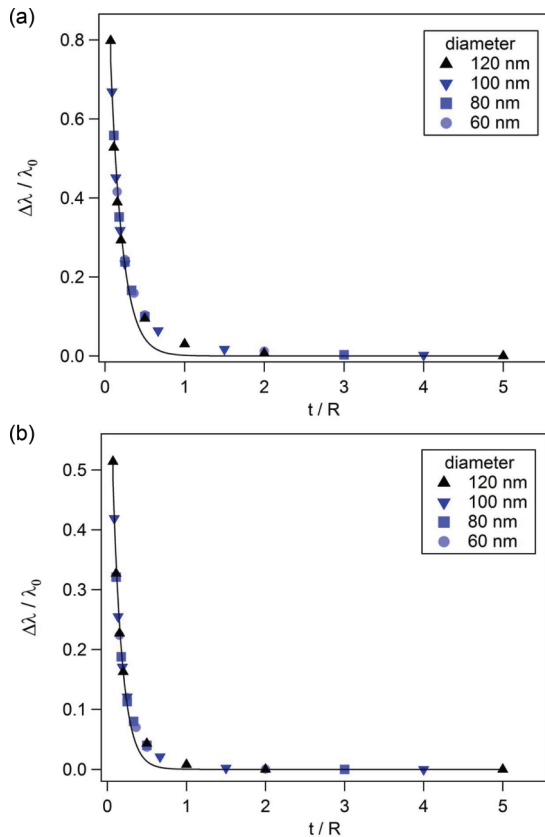 (a)
0.8
0.6
0.4
0.2
0.0
Δλ / λ₀
0
1
2
3
4
5
t / R
diameter
120 nm
100 nm
80 nm
60 nm
(b)
0.5
0.4
0.3
0.2
0.1
0.0
Δλ / λ₀
0
1
2
3
4
5
t / R
diameter
120 nm
100 nm
80 nm
60 nm